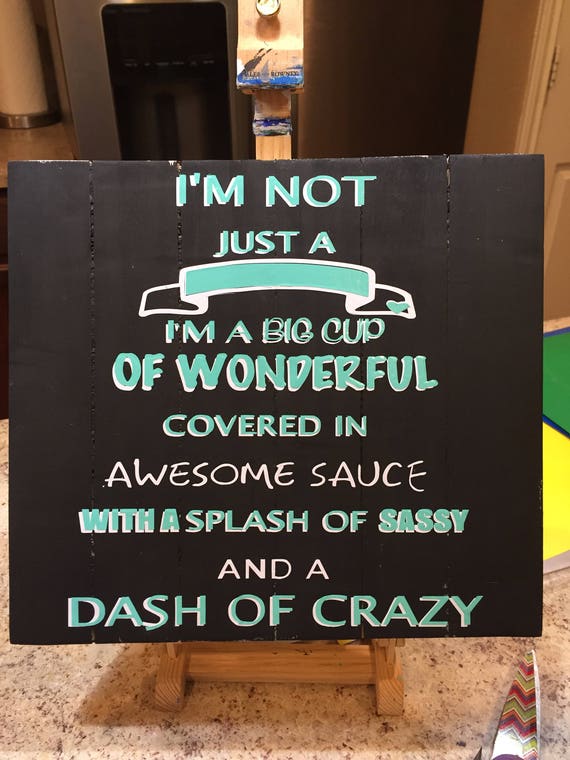 I'M NOT
JUST A
I'M A BIG CUP
OF WONDERFUL
COVERED IN
AWESOME SAUCE
WITH A SPLASH OF SASSY
AND A
DASH OF CRAZY